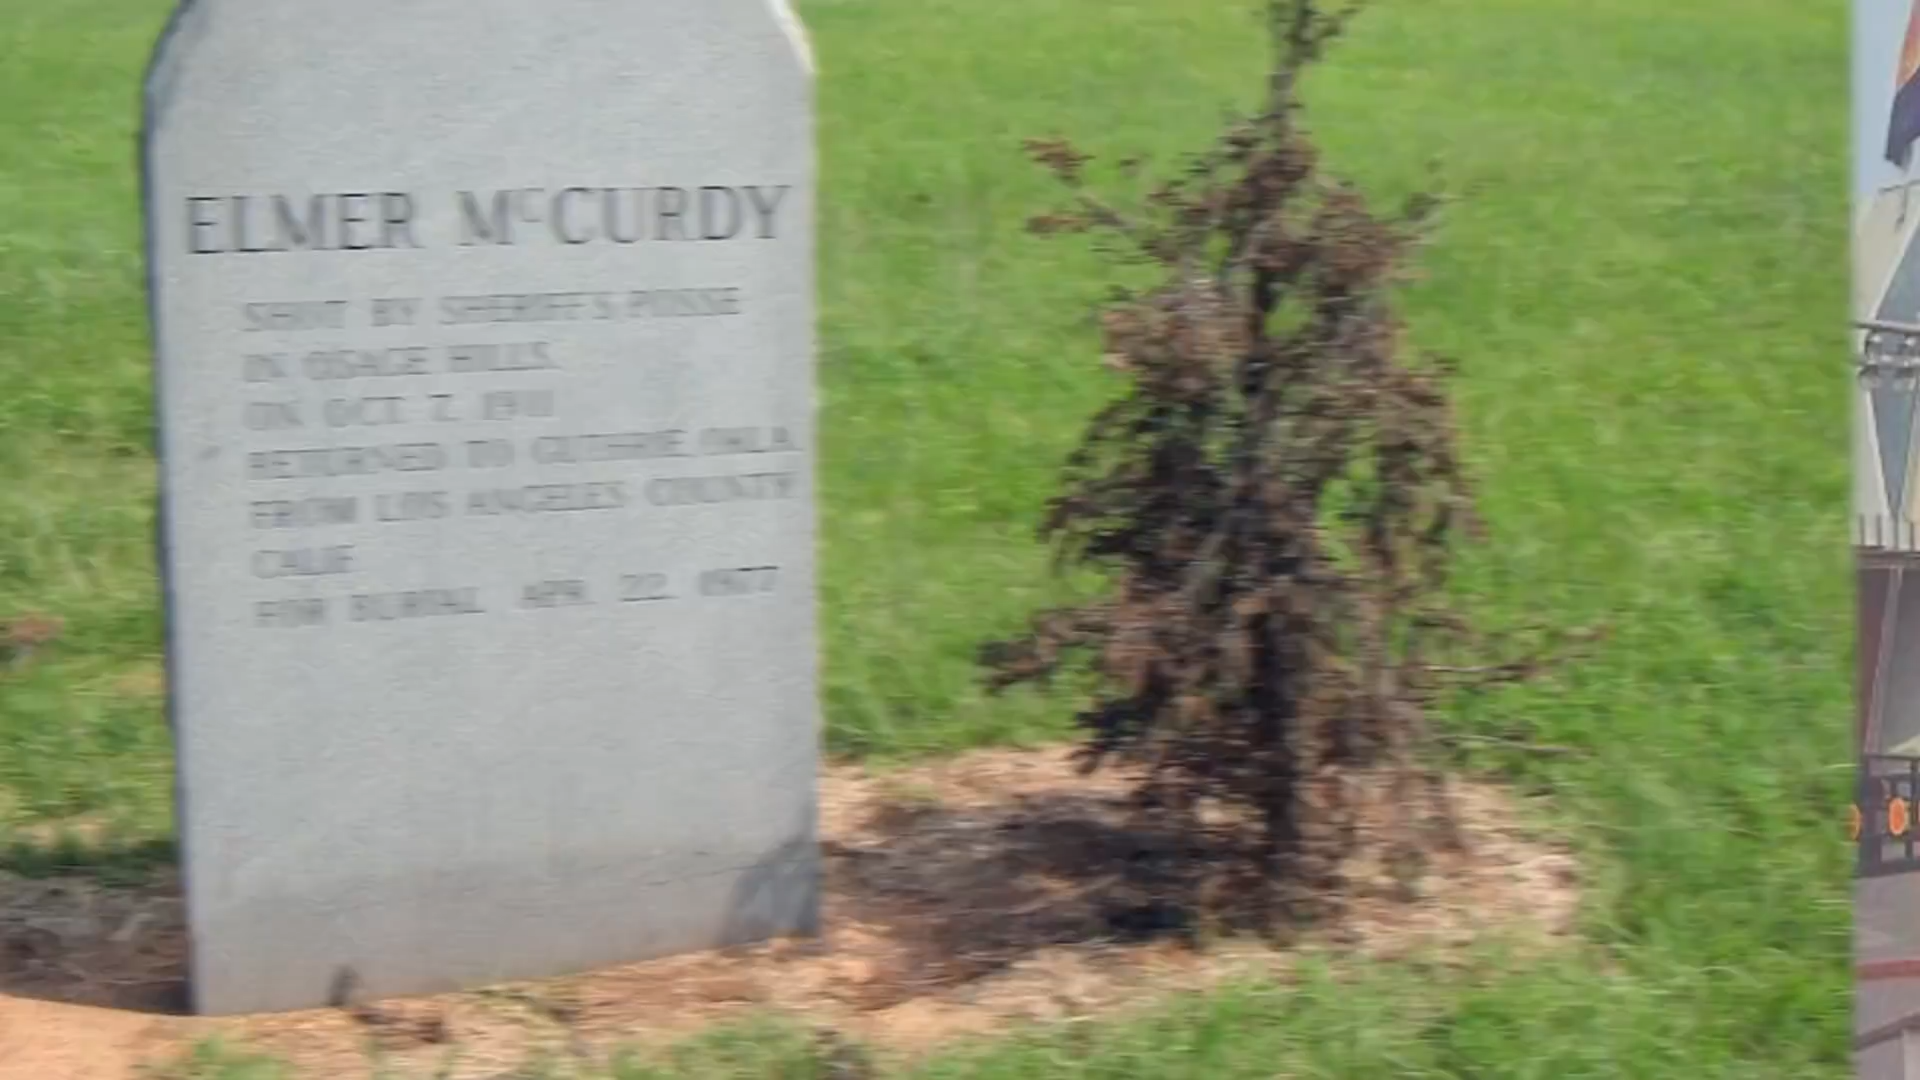 ELMER McCURDY
SHOT BY SHERIFF'S POSSE
IN OSAGE HILLS
ON OCT. 7, 1911
RETURNED TO GUTHRIE, OKLA.
FROM LOS ANGELES COUNTY
CALIF.
FOR BURIAL APR. 22, 1977